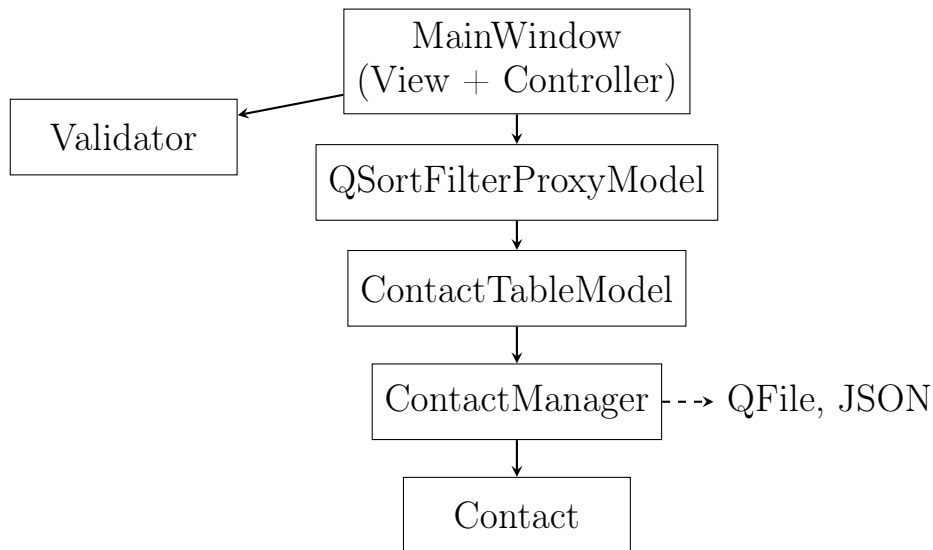 MainWindow
(View + Controller)
Validator
QSortFilterProxyModel
ContactTableModel
ContactManager
QFile, JSON
Contact